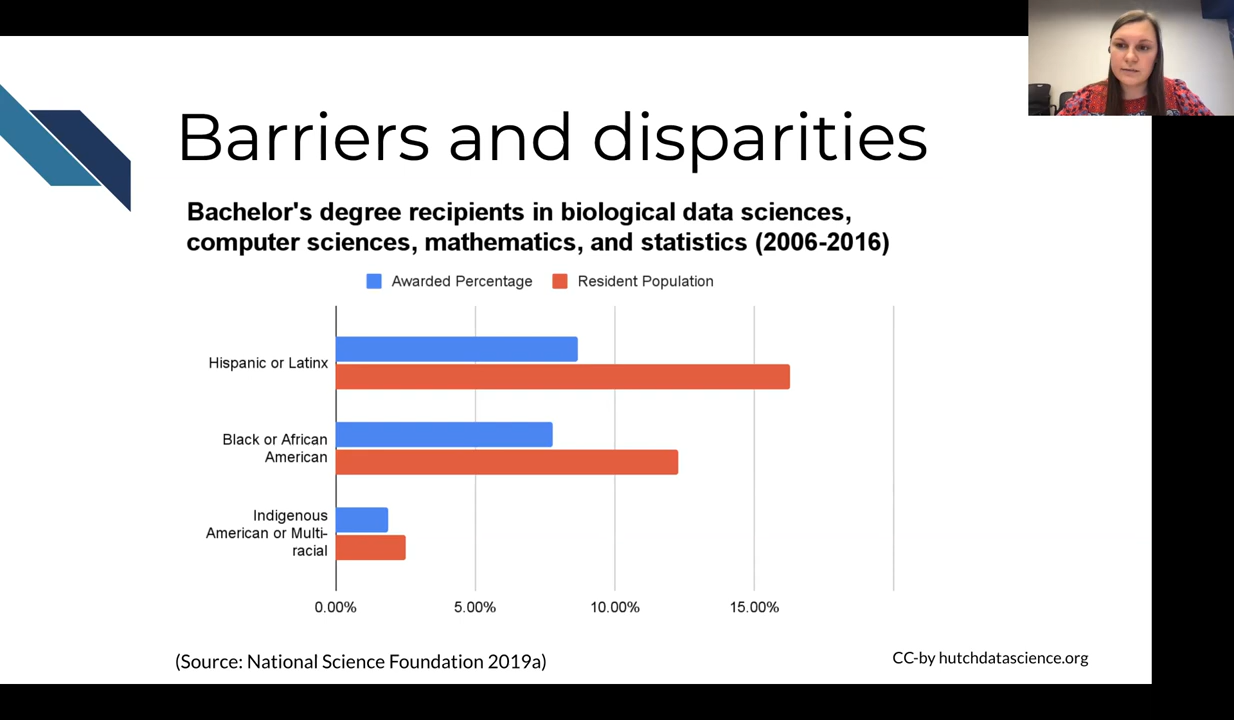 Barriers and disparities
Bachelor's degree recipients in biological data sciences,
computer sciences, mathematics, and statistics (2006-2016)
Awarded Percentage
Resident Population
Hispanic or Latinx
Black or African
American
Indigenous
American or Multi-
racial
0.00%
5.00%
10.00%
15.00%
(Source: National Science Foundation 2019a)
CC-by hutchdatascience.org